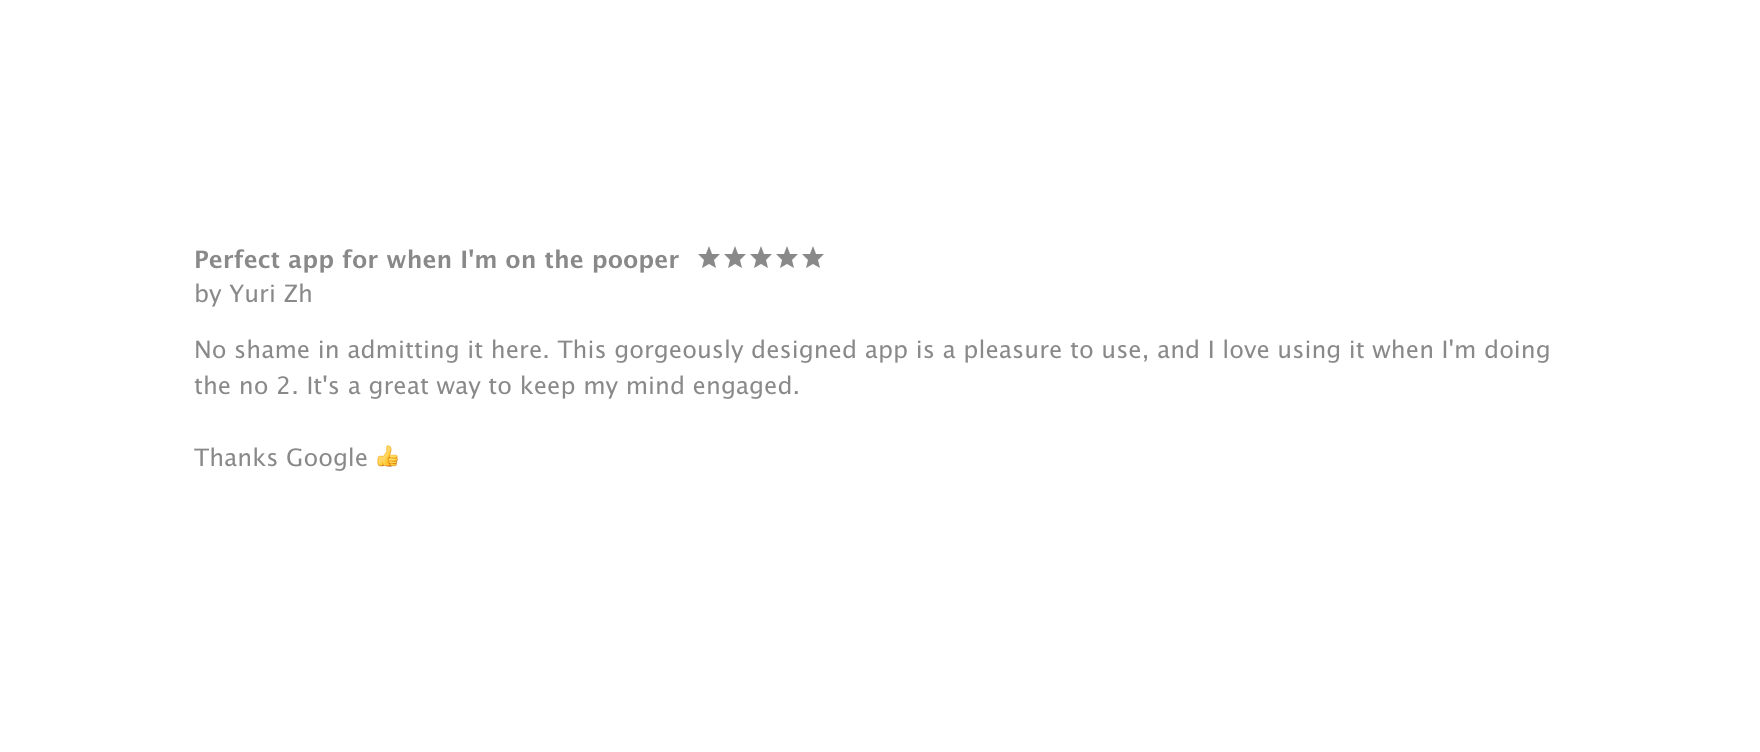 Perfect app for when I'm on the pooper ★★★★★
by Yuri Zh
No shame in admitting it here. This gorgeously designed app is a pleasure to use, and I love using it when I'm doing
the no 2. It's a great way to keep my mind engaged.
Thanks Google 👍